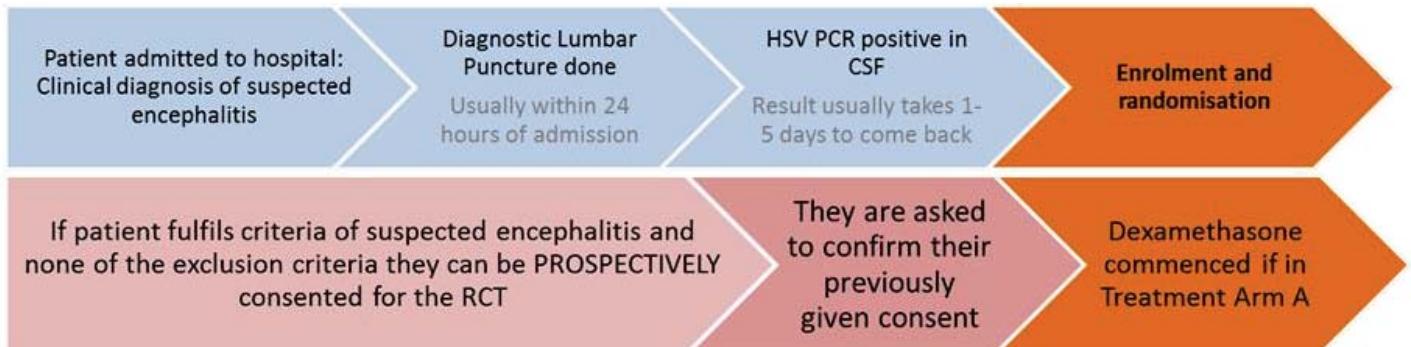 Patient admitted to hospital:
Clinical diagnosis of suspected
encephalitis
Diagnostic Lumbar
Puncture done
Usually within 24
hours of admission
HSV PCR positive in
CSF
Result usually takes 1-
5 days to come back
Enrolment and
randomisation
If patient fulfils criteria of suspected encephalitis and
none of the exclusion criteria they can be PROSPECTIVELY
consented for the RCT
They are asked
to confirm their
previously
given consent
Dexamethasone
commenced if in
Treatment Arm A